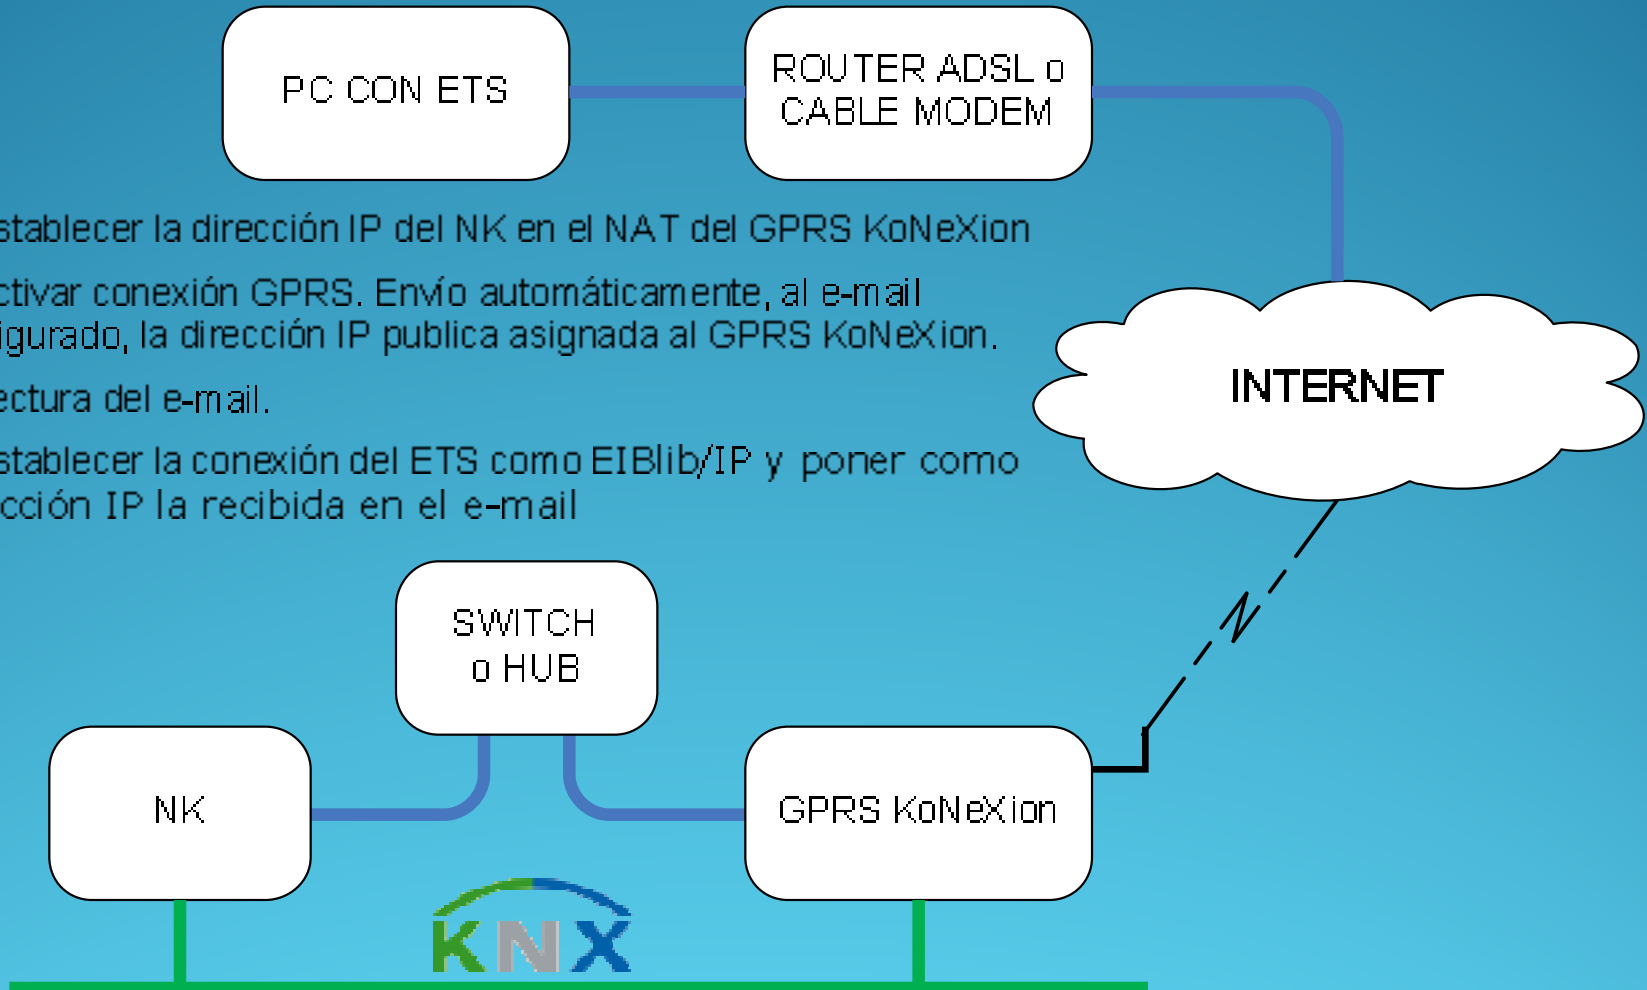 PC CON ETS
ROUTER ADSL o
CABLE MODEM
stablecer la dirección IP del NK en el NAT del GPRS KoNeXion
ctivar conexión GPRS. Envío automáticamente, al e-mail
igurado, la dirección IP publica asignada al GPRS KoNeXion.
ectura del e-mail.
stablecer la conexión del ETS como EIBlib/IP y poner como
cción IP la recibida en el e-mail
INTERNET
SWITCH
o HUB
NK
GPRS KoNeXion
KNX